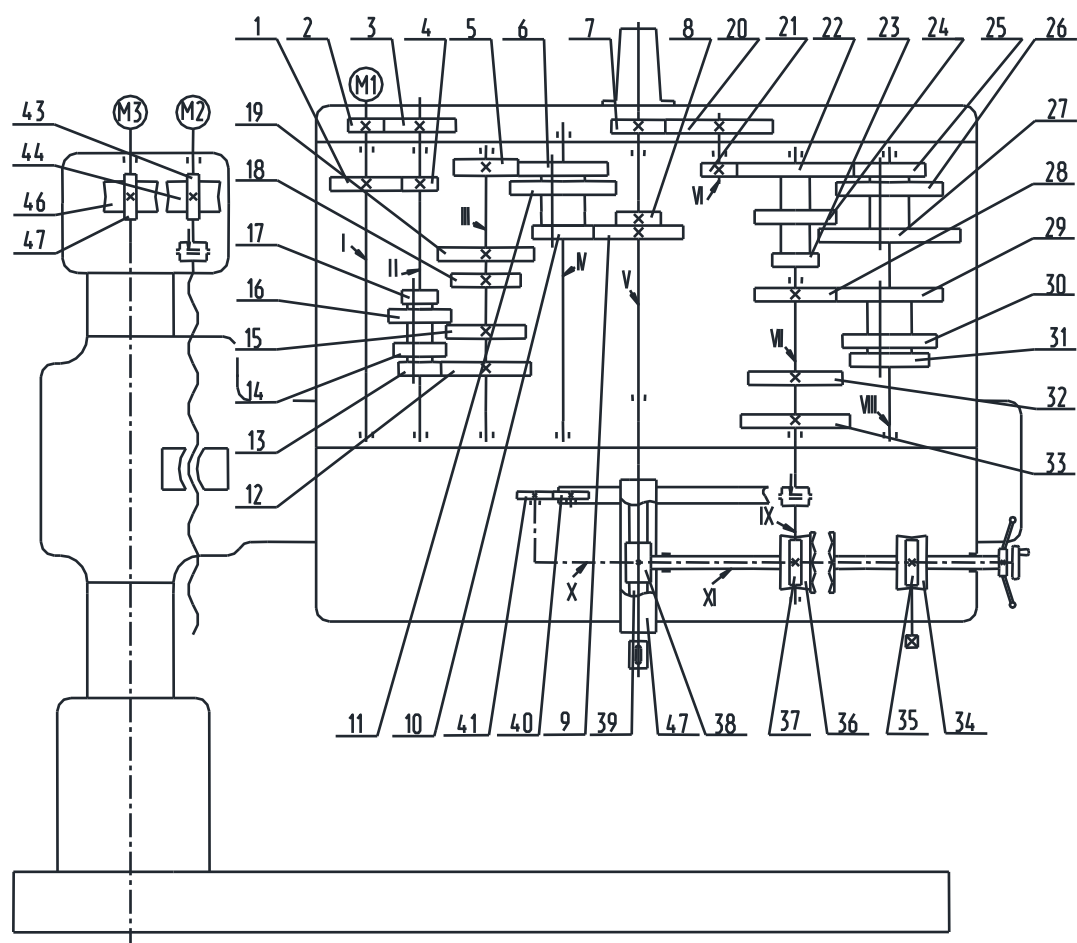 1 2 3 4 5 6 7 8 20 21 22 23 24 25 26
M1
M3 M2
43 19 27
44 18 28
VI
46 III 29
47 17 I II IV V
16 30
15 VII 31
14 VIII 32
13 33
12
IX
X XI
11 10 41 40 9 39 47 38 37 36 35 34